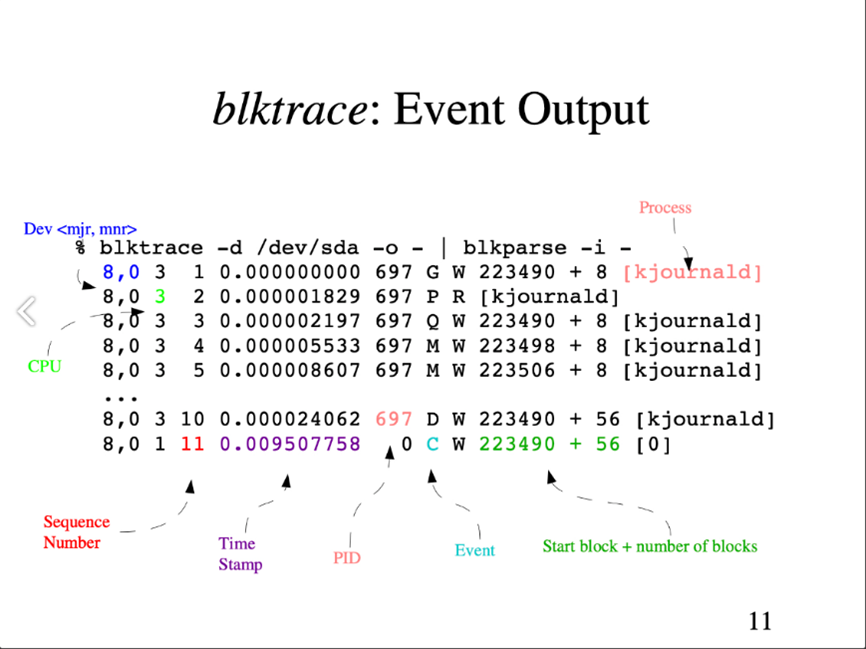 blktrace: Event Output
Process
Dev <mjr, mnr>
% blktrace -d /dev/sda -o - | blkparse -i -
8,0 3 1 0.000000000 697 G W 223490 + 8 [kjournald]
8,0 3 2 0.000001829 697 P R [kjournald]
8,0 3 3 0.000002197 697 Q W 223490 + 8 [kjournald]
8,0 3 4 0.000005533 697 M W 223498 + 8 [kjournald]
CPU
8,0 3 5 0.000008607 697 M W 223506 + 8 [kjournald]
...
8,0 3 10 0.000024062 697 D W 223490 + 56 [kjournald]
8,0 1 11 0.009507758 0 C W 223490 + 56 [0]
Sequence
Number
Time
Stamp
PID
Event
Start block + number of blocks
11